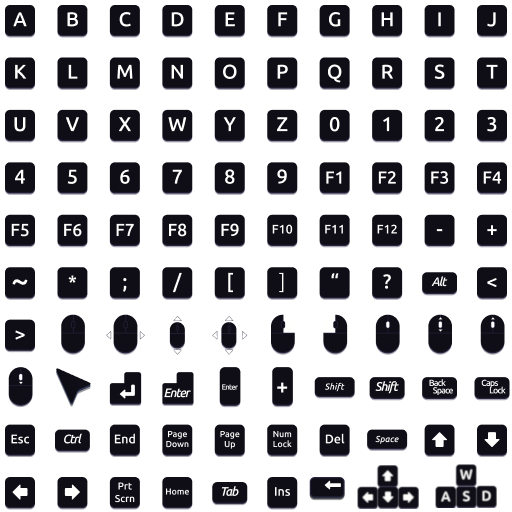 A B C D E F G H I J
K L M N O P Q R S T
U V X W Y Z 0 1 2 3
4 5 6 7 8 9 F1 F2 F3 F4
F5 F6 F7 F8 F9 F10 F11 F12 - +
~ * ; / [ ] “ ? Alt <
>
Enter Enter + Shift Shift Back Space Caps Lock
Esc Ctrl End Page Down Page Up Num Lock Del Space
Prt Scrn Home Tab Ins W
A S D